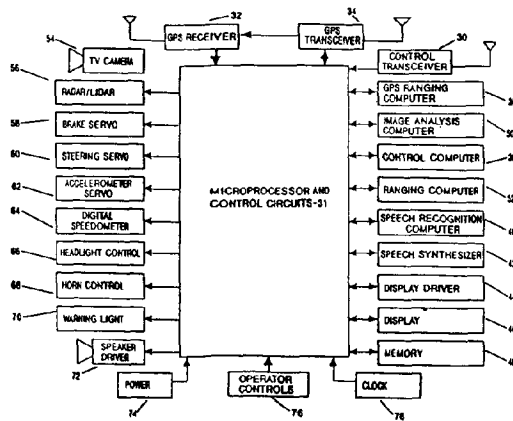 32
34
GPS RECEIVER
GPS TRANSCEIVER
30
54
TV CAMERA
CONTROL TRANSCEIVER
56
RADAR/LIDAR
GPS RANGING COMPUTER
58
BRAKE SERVO
IMAGE ANALYSIS COMPUTER
60
STEERING SERVO
CONTROL COMPUTER
62
ACCELEROMETER SERVO
MICROPROCESSOR AND CONTROL CIRCUITS-31
RANGING COMPUTER
64
DIGITAL SPEEDOMETER
SPEECH RECOGNITION COMPUTER
66
HEADLIGHT CONTROL
SPEECH SYNTHESIZER
68
HORN CONTROL
DISPLAY DRIVER
70
WARNING LIGHT
DISPLAY
SPEAKER DRIVER
MEMORY
72
POWER
OPERATOR CONTROLS
CLOCK
74
76
78